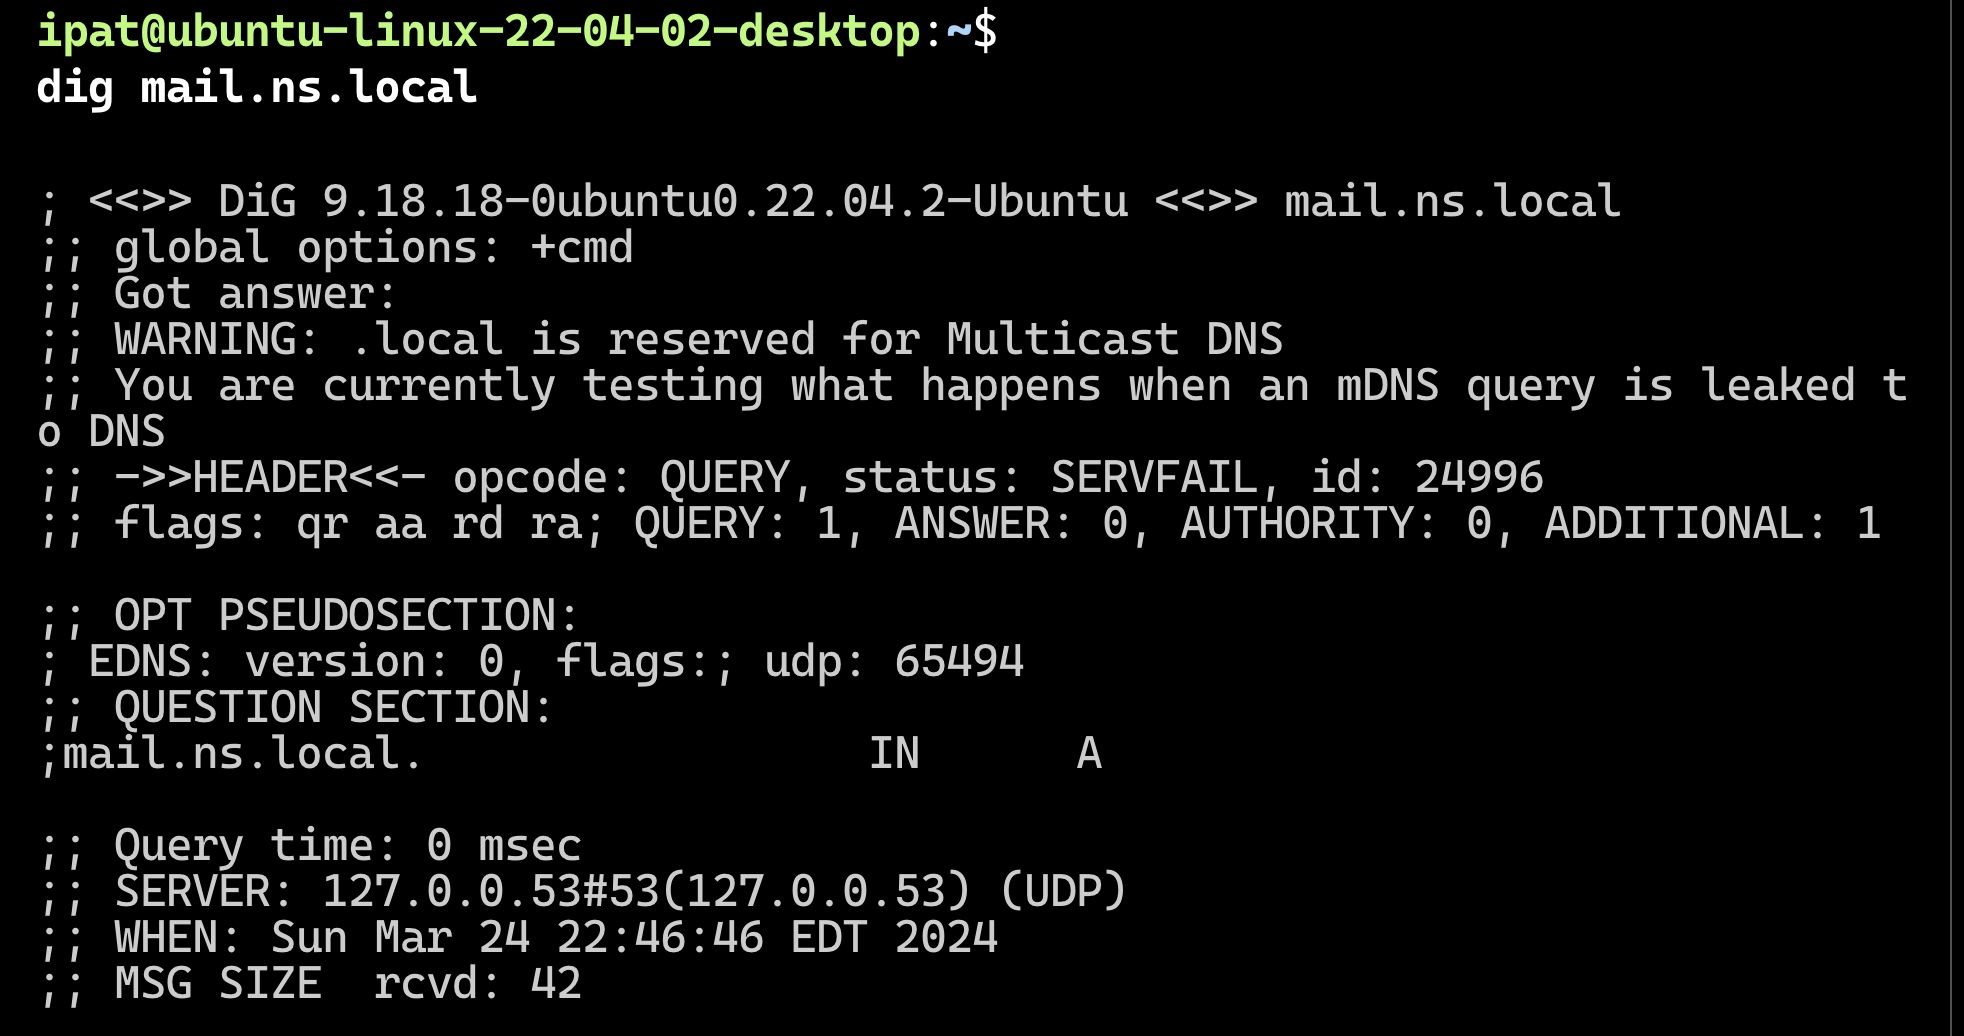 ipat@ubuntu-linux-22-04-02-desktop:~$
dig mail.ns.local
; <<>> DiG 9.18.18-0ubuntu0.22.04.2-Ubuntu <<>> mail.ns.local
;; global options: +cmd
;; Got answer:
;; WARNING: .local is reserved for Multicast DNS
;; You are currently testing what happens when an mDNS query is leaked t
o DNS
;; ->>HEADER<<- opcode: QUERY, status: SERVFAIL, id: 24996
;; flags: qr aa rd ra; QUERY: 1, ANSWER: 0, AUTHORITY: 0, ADDITIONAL: 1
;; OPT PSEUDOSECTION:
; EDNS: version: 0, flags:; udp: 65494
;; QUESTION SECTION:
;mail.ns.local. IN A
;; Query time: 0 msec
;; SERVER: 127.0.0.53#53(127.0.0.53) (UDP)
;; WHEN: Sun Mar 24 22:46:46 EDT 2024
;; MSG SIZE  rcvd: 42